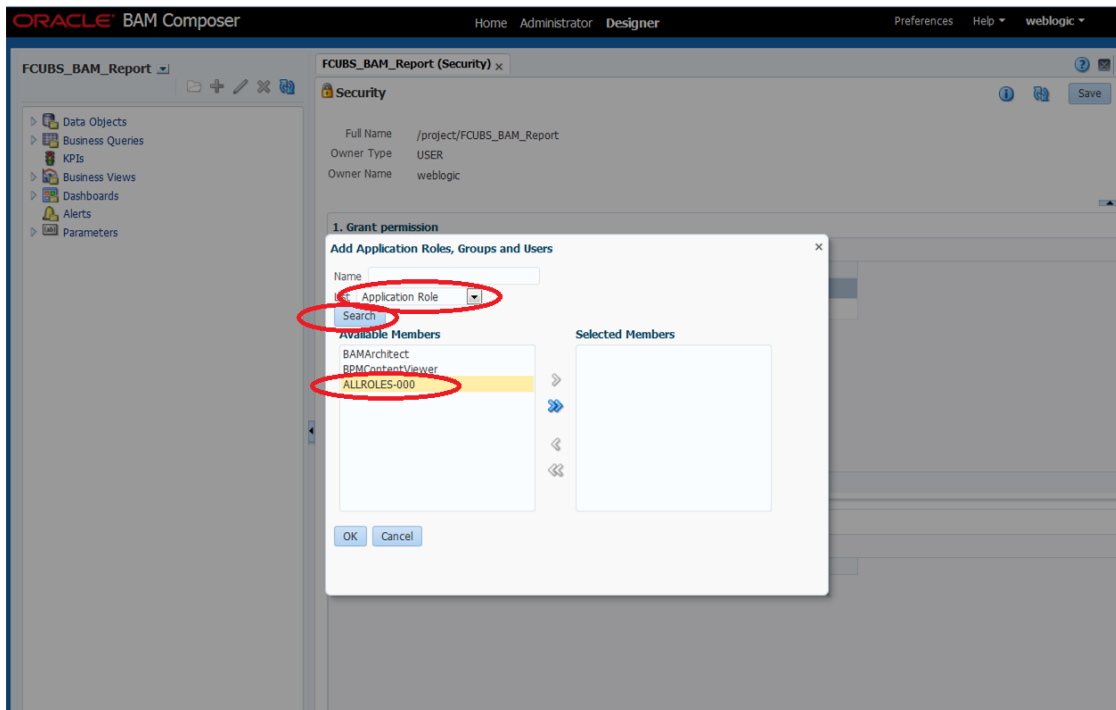 ORACLE BAM Composer
Home Administrator Designer
Preferences Help weblogic
FCUBS_BAM_Report
Data Objects
Business Queries
KPIs
Business Views
Dashboards
Alerts
Parameters
FCUBS_BAM_Report (Security)
Security
Save
Full Name /project/FCUBS_BAM_Report
Owner Type USER
Owner Name weblogic
1. Grant permission
Add Application Roles, Groups and Users
Name
List Application Role
Search
Available Members
Selected Members
BAMArchitect
BPMContentViewer
ALLROLES-000
OK Cancel